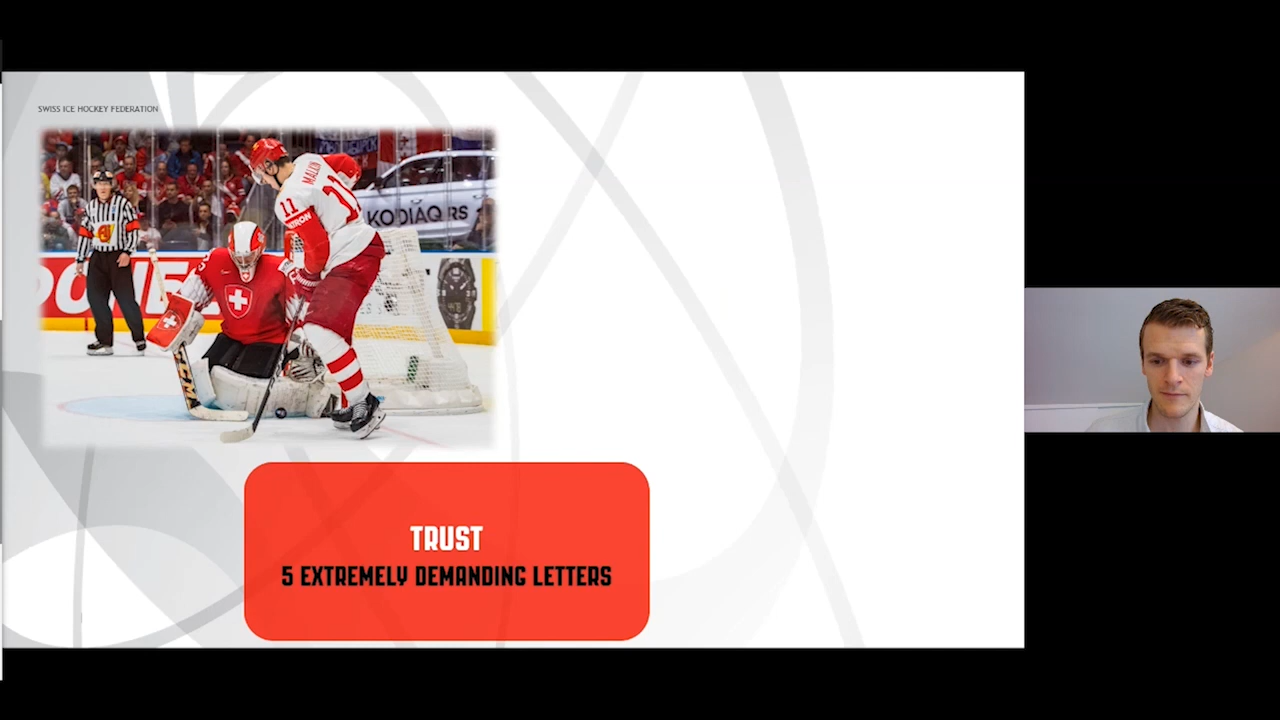 SWISS ICE HOCKEY FEDERATION
MALKIN
11
KODIAQ RS
TRUST
5 EXTREMELY DEMANDING LETTERS